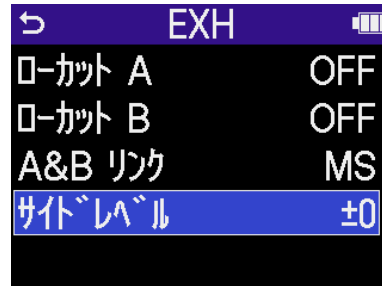 EXH
ﾛｰｶｯﾄ A OFF
ﾛｰｶｯﾄ B OFF
A&B ﾘﾝｸ MS
ｻｲﾄﾞﾚﾍﾞﾙ ±0